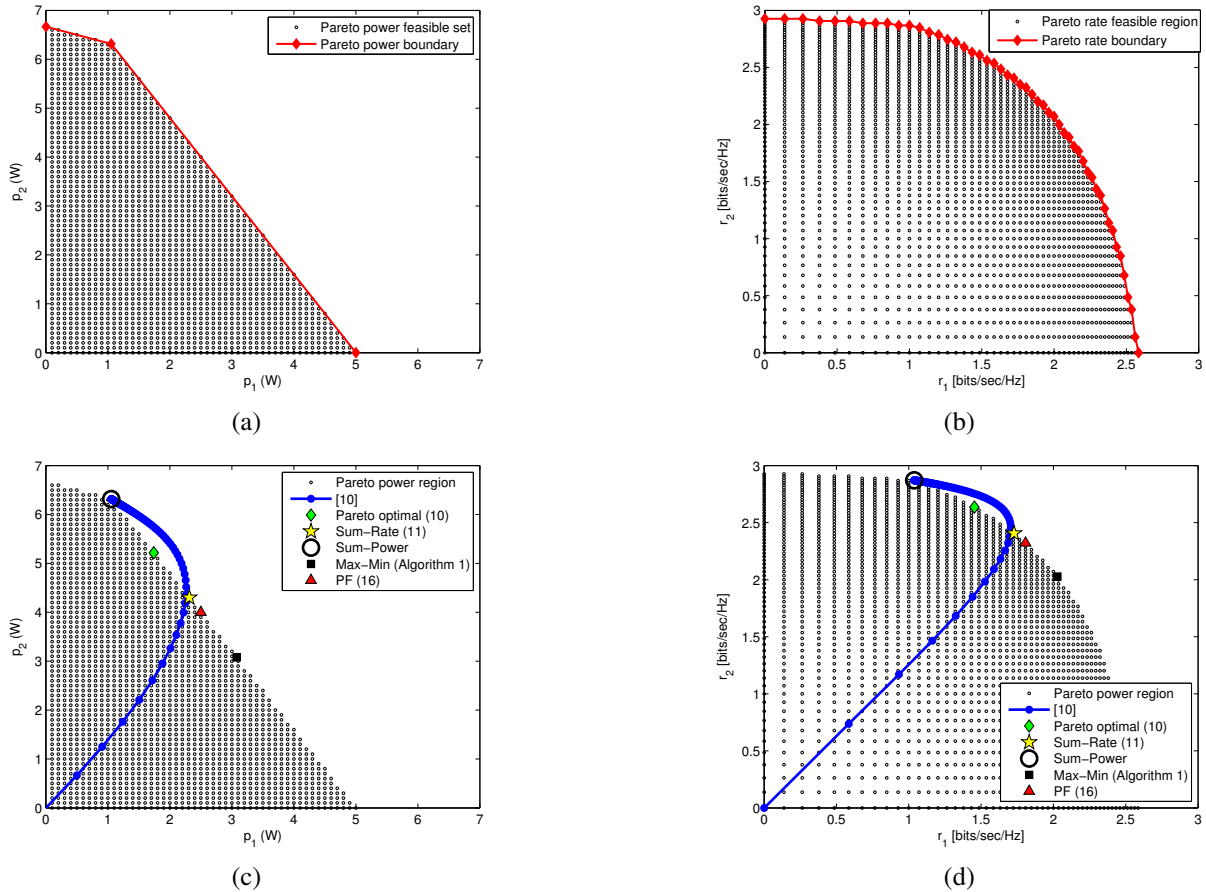 7
6
5
4
3
2
1
0
0 1 2 3 4 5 6 7
p1 (W)
p2 (W)
Pareto power feasible set
Pareto power boundary
(a)
3
2.5
2
1.5
1
0.5
0
0 0.5 1 1.5 2 2.5 3
r1 [bits/sec/Hz]
r2 [bits/sec/Hz]
Pareto rate feasible region
Pareto rate boundary
(b)
7
6
5
4
3
2
1
0
0 1 2 3 4 5 6 7
p1 (W)
p2 (W)
Pareto power region
[10]
Pareto optimal (10)
Sum−Rate (11)
Sum−Power
Max−Min (Algorithm 1)
PF (16)
(c)
3
2.5
2
1.5
1
0.5
0
0 0.5 1 1.5 2 2.5 3
r1 [bits/sec/Hz]
r2 [bits/sec/Hz]
Pareto power region
[10]
Pareto optimal (10)
Sum−Rate (11)
Sum−Power
Max−Min (Algorithm 1)
PF (16)
(d)